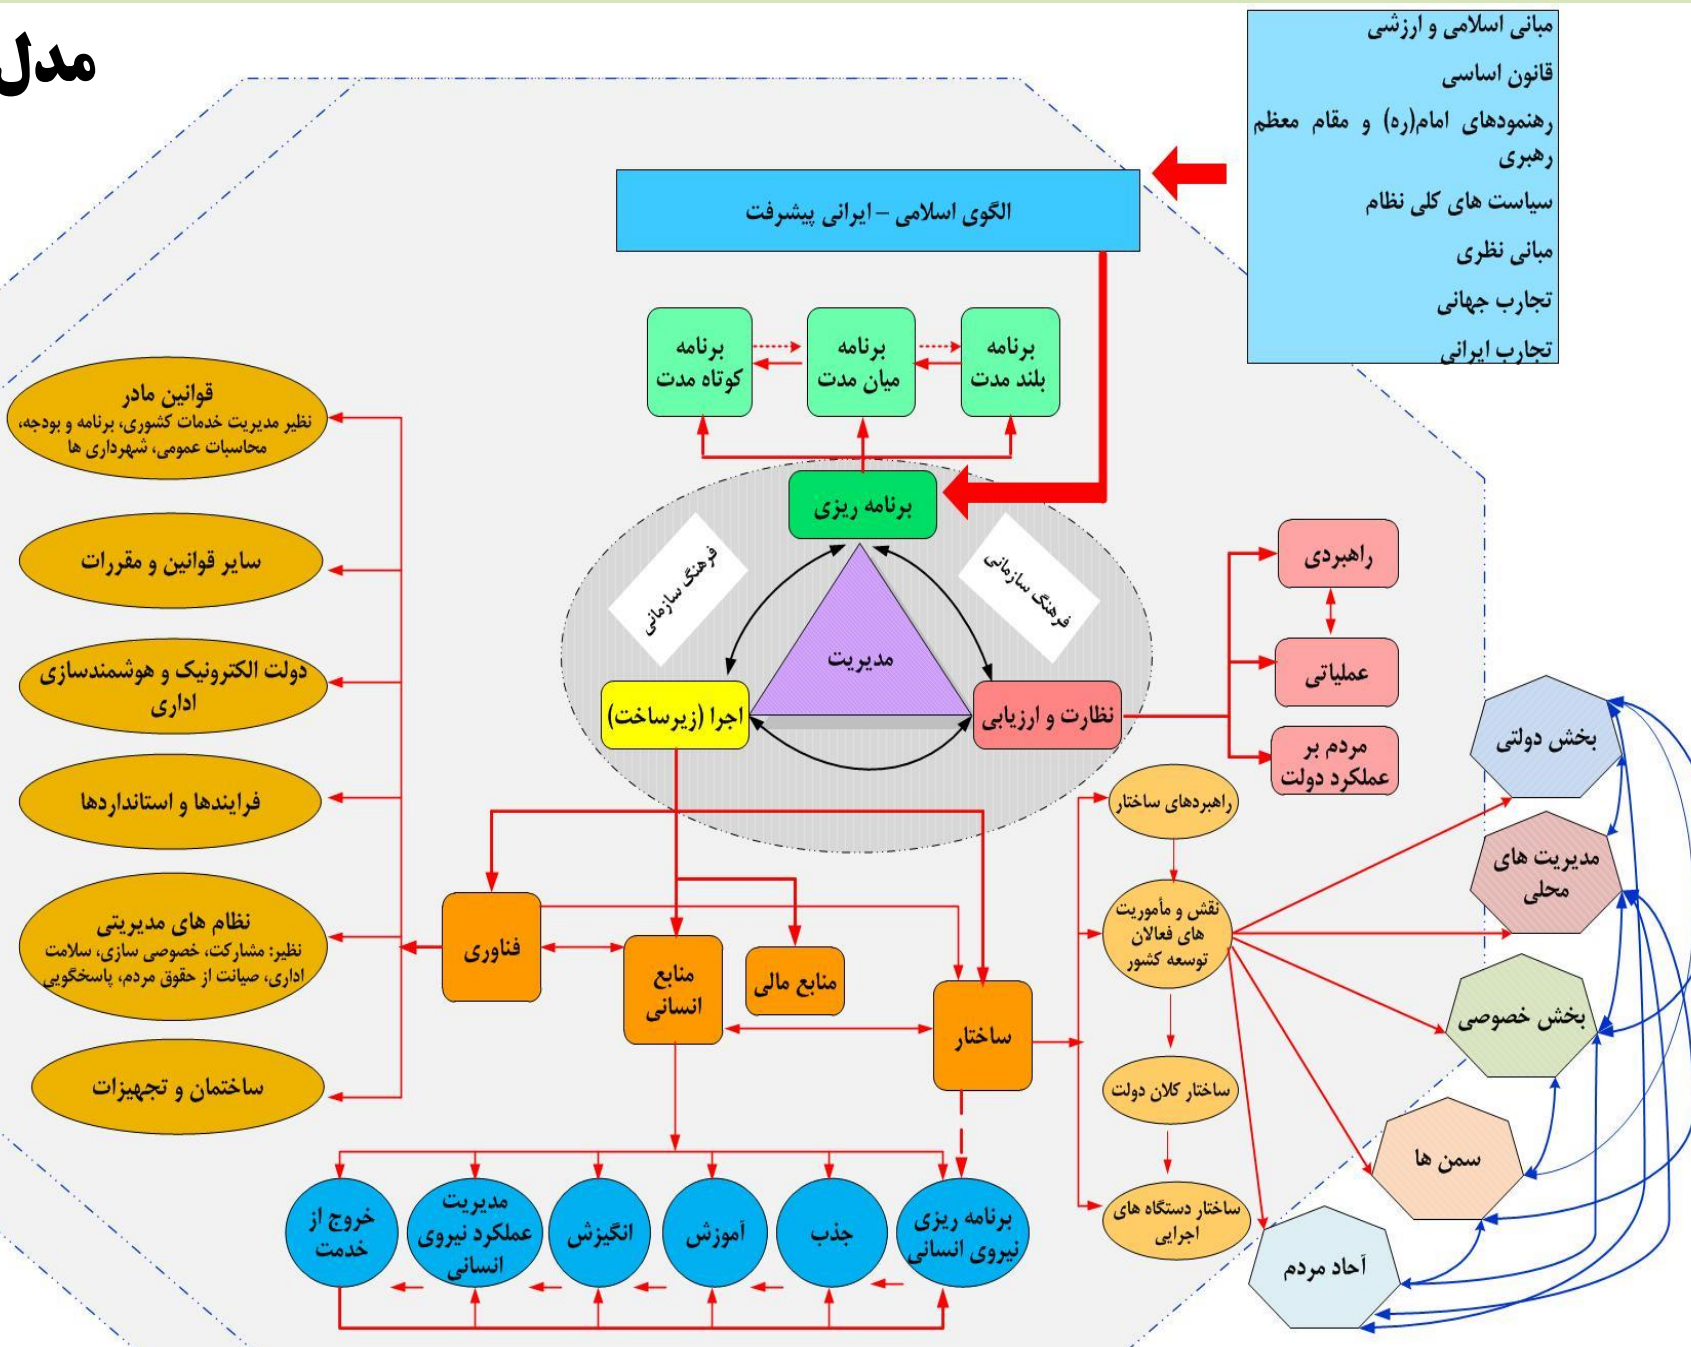 مدل
مبانی اسلامی و ارزشی
قانون اساسی
رهنمودهای امام(ره) و مقام معظم
رهبری
سیاست های کلی نظام
مبانی نظری
تجارب جهانی
تجارب ایرانی
الگوی اسلامی – ایرانی پیشرفت
برنامه
بلند مدت
برنامه
میان مدت
برنامه
کوتاه مدت
برنامه ریزی
فرهنگ سازمانی
فرهنگ سازمانی
مدیریت
نظارت و ارزیابی
اجرا (زیرساخت)
راهبردی
عملیاتی
مردم بر
عملکرد دولت
قوانین مادر
نظیر مدیریت خدمات کشوری، برنامه و بودجه،
محاسبات عمومی، شهرداری ها
سایر قوانین و مقررات
دولت الکترونیک و هوشمندسازی
اداری
فرایندها و استانداردها
نظام های مدیریتی
نظیر: مشارکت، خصوصی سازی، سلامت
اداری، صیانت از حقوق مردم، پاسخگویی
ساختمان و تجهیزات
فناوری
منابع
انسانی
منابع مالی
ساختار
راهبردهای ساختار
نقش و مأموریت
های فعالان
توسعه کشور
ساختار کلان دولت
ساختار دستگاه های
اجرایی
بخش دولتی
مدیریت های
محلی
بخش خصوصی
سمن ها
آحاد مردم
برنامه ریزی
نیروی انسانی
جذب
آموزش
انگیزش
مدیریت
عملکرد نیروی
انسانی
خروج از
خدمت